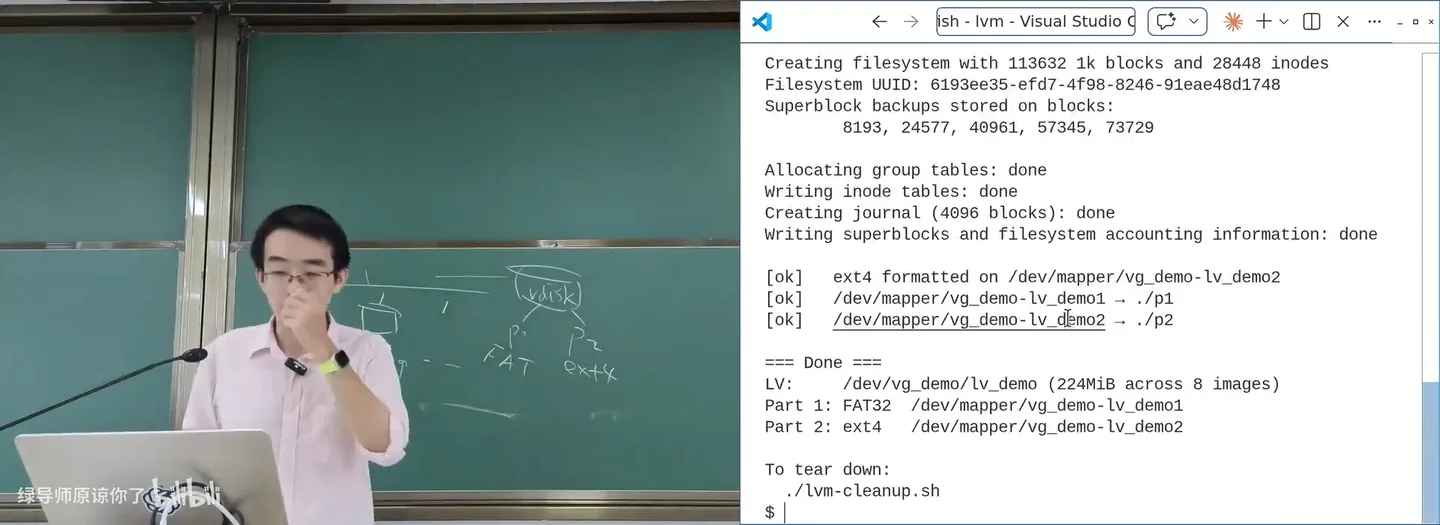 vdisk
P1
P2
FAT
ext4
绿导师原谅你了
bilibili
ish - lvm - Visual Studio C
Creating filesystem with 113632 1k blocks and 28448 inodes
Filesystem UUID: 6193ee35-efd7-4f98-8246-91eae48d1748
Superblock backups stored on blocks:
8193, 24577, 40961, 57345, 73729
Allocating group tables: done
Writing inode tables: done
Creating journal (4096 blocks): done
Writing superblocks and filesystem accounting information: done
[ok]   ext4 formatted on /dev/mapper/vg_demo-lv_demo2
[ok]   /dev/mapper/vg_demo-lv_demo1 → ./p1
[ok]   /dev/mapper/vg_demo-lv_demo2 → ./p2
=== Done ===
LV:     /dev/vg_demo/lv_demo (224MiB across 8 images)
Part 1: FAT32  /dev/mapper/vg_demo-lv_demo1
Part 2: ext4   /dev/mapper/vg_demo-lv_demo2
To tear down:
./lvm-cleanup.sh
$